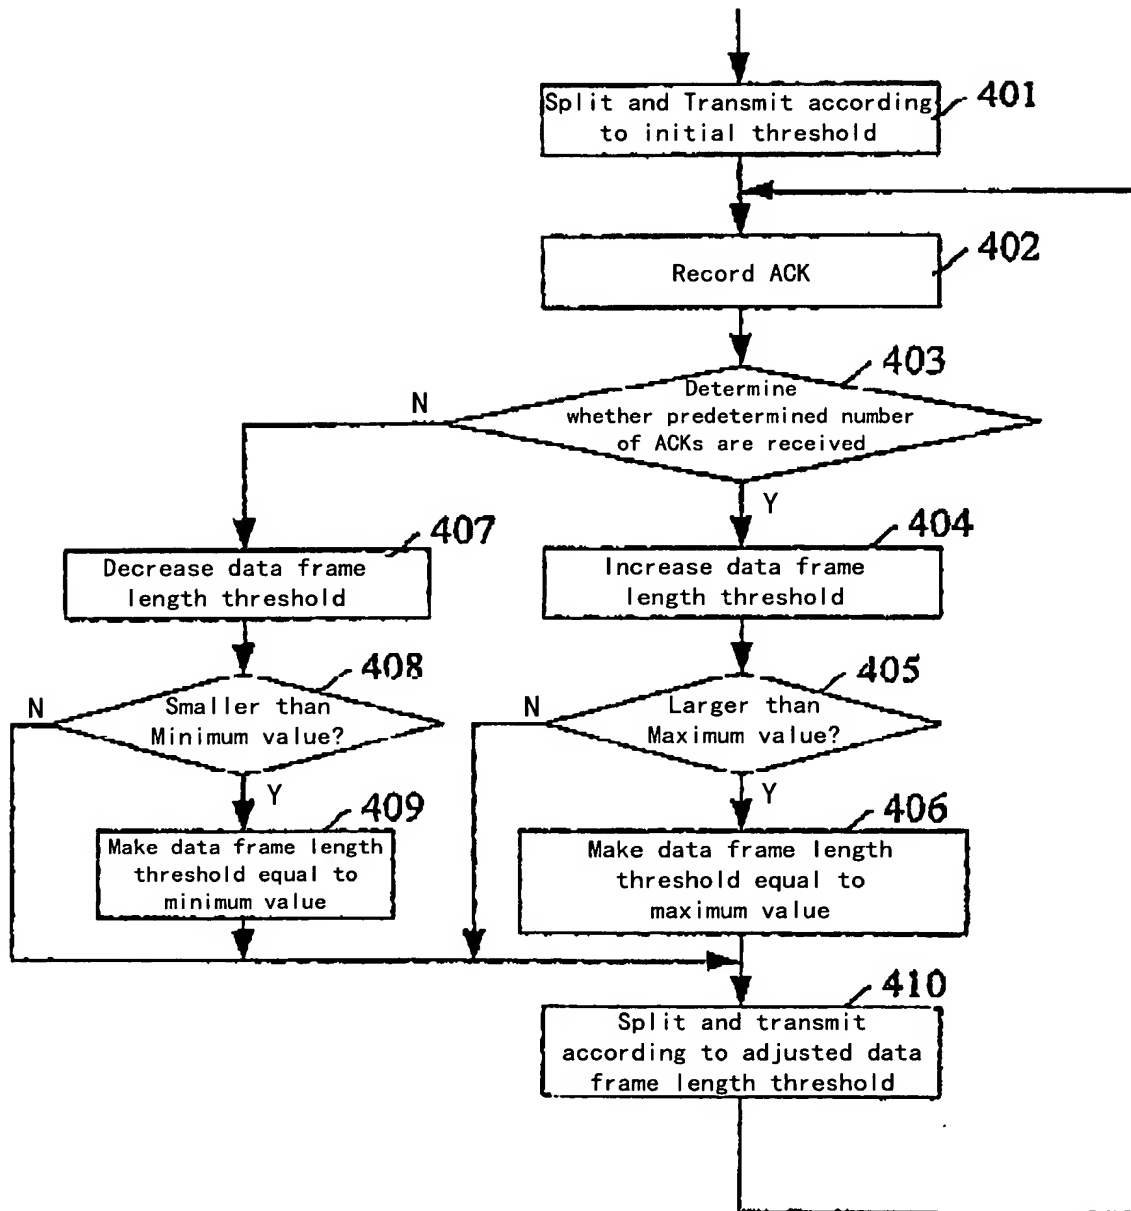 Split and Transmit according
to initial threshold
401
Record ACK
402
403
Determine
whether predetermined number
of ACKs are received
N
Y
407
Decrease data frame
length threshold
404
Increase data frame
length threshold
408
Smaller than
Minimum value?
N
Y
405
Larger than
Maximum value?
N
Y
409
Make data frame length
threshold equal to
minimum value
406
Make data frame length
threshold equal to
maximum value
410
Split and transmit
according to adjusted data
frame length threshold